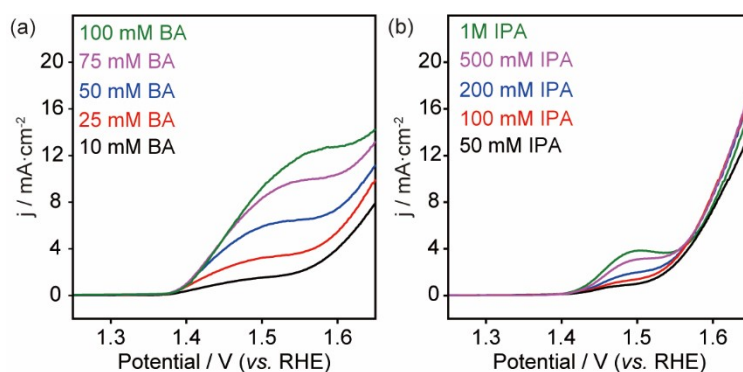 (a)
100 mM BA
75 mM BA
50 mM BA
25 mM BA
10 mM BA
20
16
12
8
4
0
j / mA·cm-2
1.3 1.4 1.5 1.6
Potential / V (vs. RHE)
(b)
1M IPA
500 mM IPA
200 mM IPA
100 mM IPA
50 mM IPA
20
16
12
8
4
0
j / mA·cm-2
1.3 1.4 1.5 1.6
Potential / V (vs. RHE)